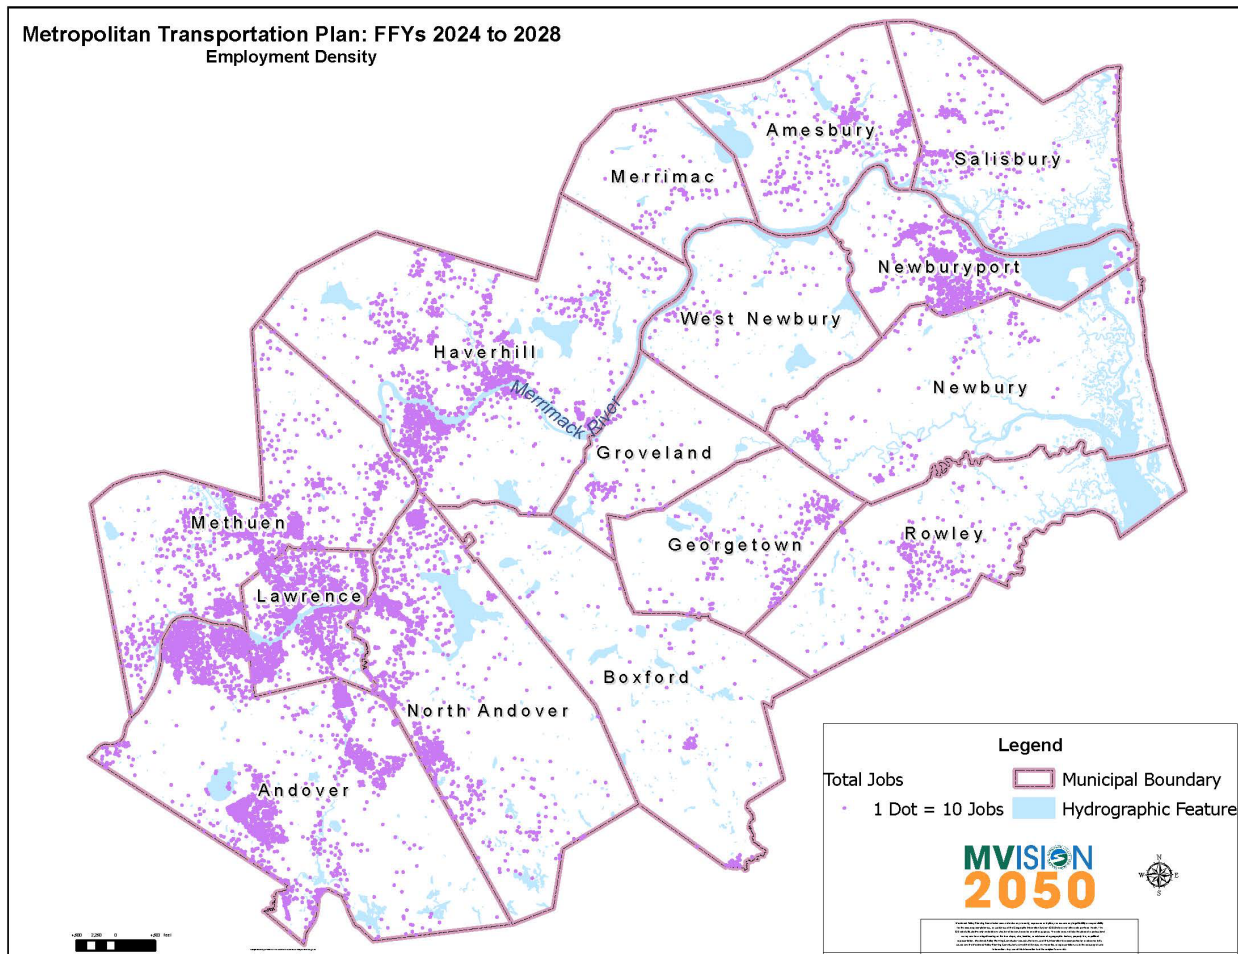 Metropolitan Transportation Plan: FFYs 2024 to 2028
Employment Density
Amesbury
Salisbury
Merrimac
Newburyport
West Newbury
Haverhill
Merrimack River
Newbury
Groveland
Methuen
Georgetown
Rowley
Lawrence
Boxford
North Andover
Andover
Legend
Total Jobs
Municipal Boundary
1 Dot = 10 Jobs
Hydrographic Feature
MVISION
2050
N
W
E
S